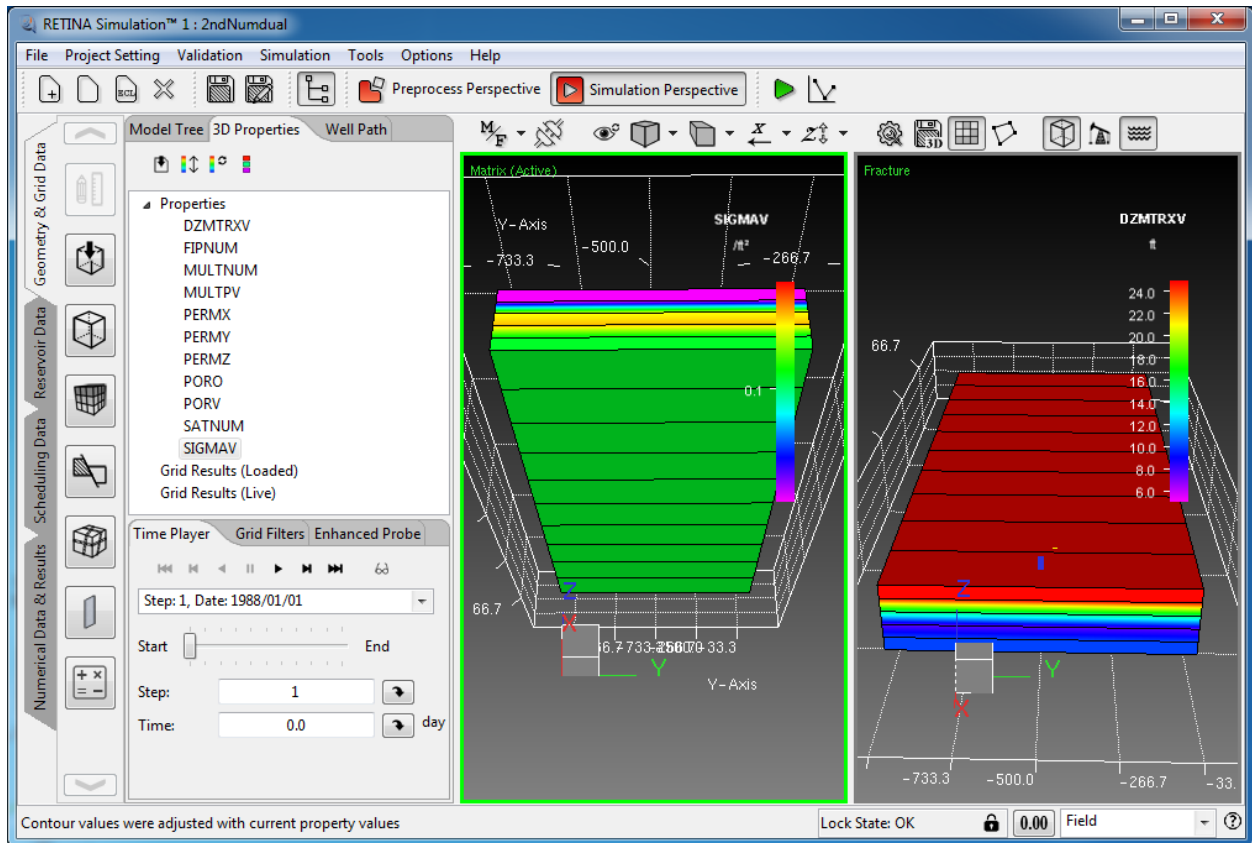 RETINA Simulation™ 1 : 2ndNumdual
File Project Setting Validation Simulation Tools Options Help
ECL Preprocess Perspective Simulation Perspective
Geometry & Grid Data
Reservoir Data
Scheduling Data
Numerical Data & Results
Model Tree 3D Properties Well Path
Properties
DZMTRXV
FIPNUM
MULTNUM
MULTPV
PERMX
PERMY
PERMZ
PORO
PORV
SATNUM
SIGMAV
Grid Results (Loaded)
Grid Results (Live)
Time Player Grid Filters Enhanced Probe
Step: 1, Date: 1988/01/01
Start End
Step: 1
Time: 0.0 day
M/F X Z 3D
Matrix (Active)
Y-Axis
SIGMAV
/ft²
-733.3 -500.0 -266.7
0.1
66.7
Z
X
Y
Y-Axis
Fracture
DZMTRXV
ft
24.0
22.0
20.0
18.0
16.0
14.0
12.0
10.0
8.0
6.0
66.7
Z
Y
X
-733.3 -500.0 -266.7 -33.
Contour values were adjusted with current property values
Lock State: OK 0.00 Field